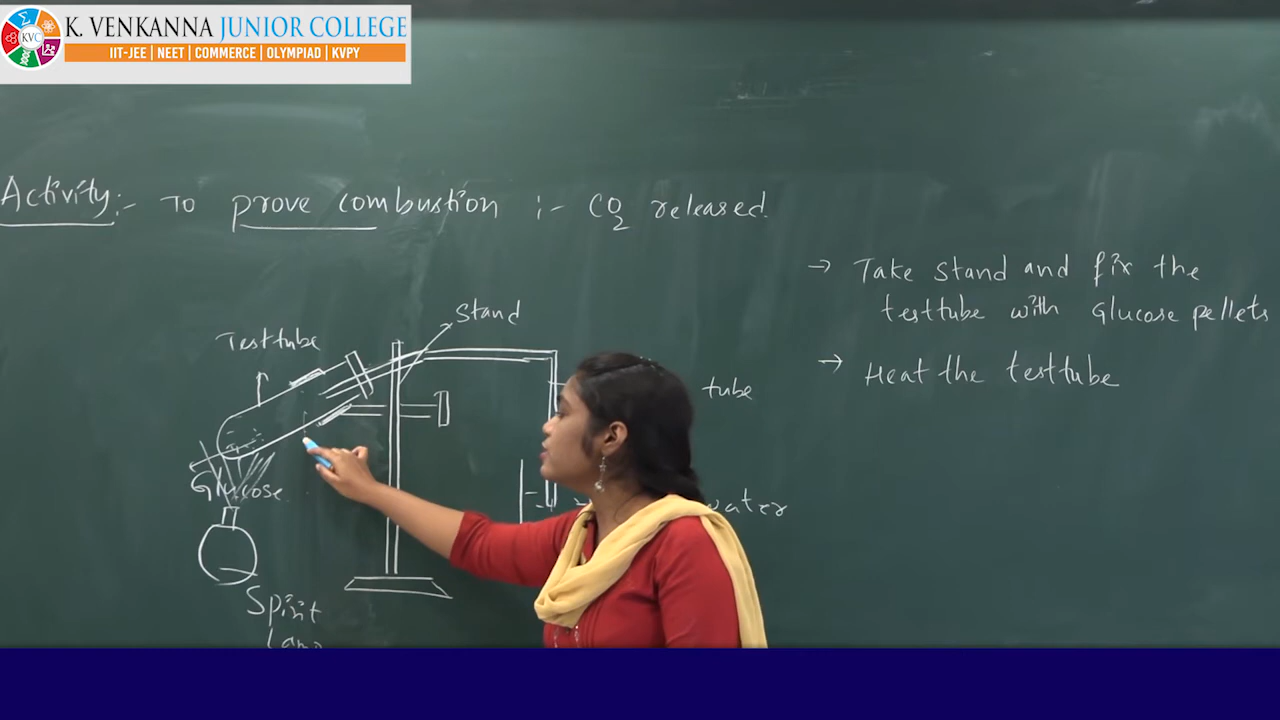 K. VENKANNA JUNIOR COLLEGE
KVC
IIT-JEE | NEET | COMMERCE | OLYMPIAD | KVPY
Activity:- To prove combustion :- CO2 released.
→ Take stand and fix the
testtube with Glucose pellets
→ Heat the testtube
Stand
Testtube
tube
Glucose
water
Spirit